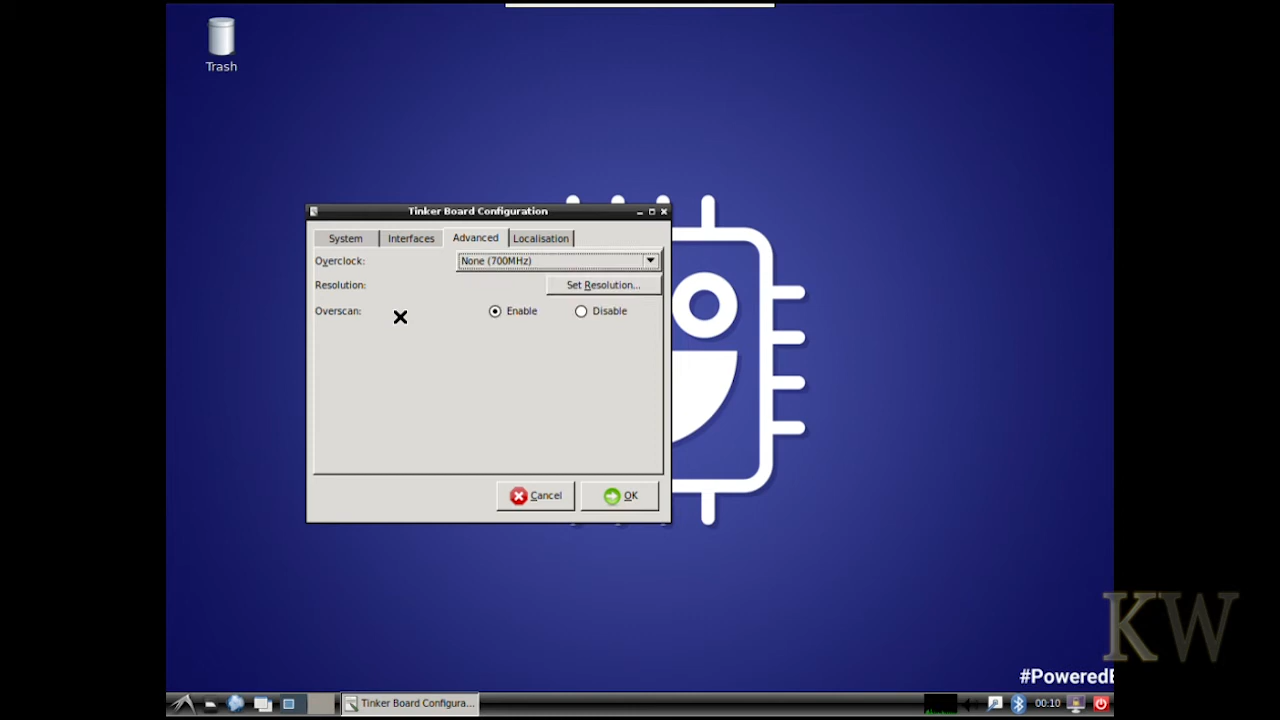 Trash
Tinker Board Configuration
System Interfaces Advanced Localisation
Overclock: None (700MHz)
Resolution: Set Resolution...
Overscan: Enable Disable
Cancel OK
KW
#PoweredB
Tinker Board Configura... 00:10